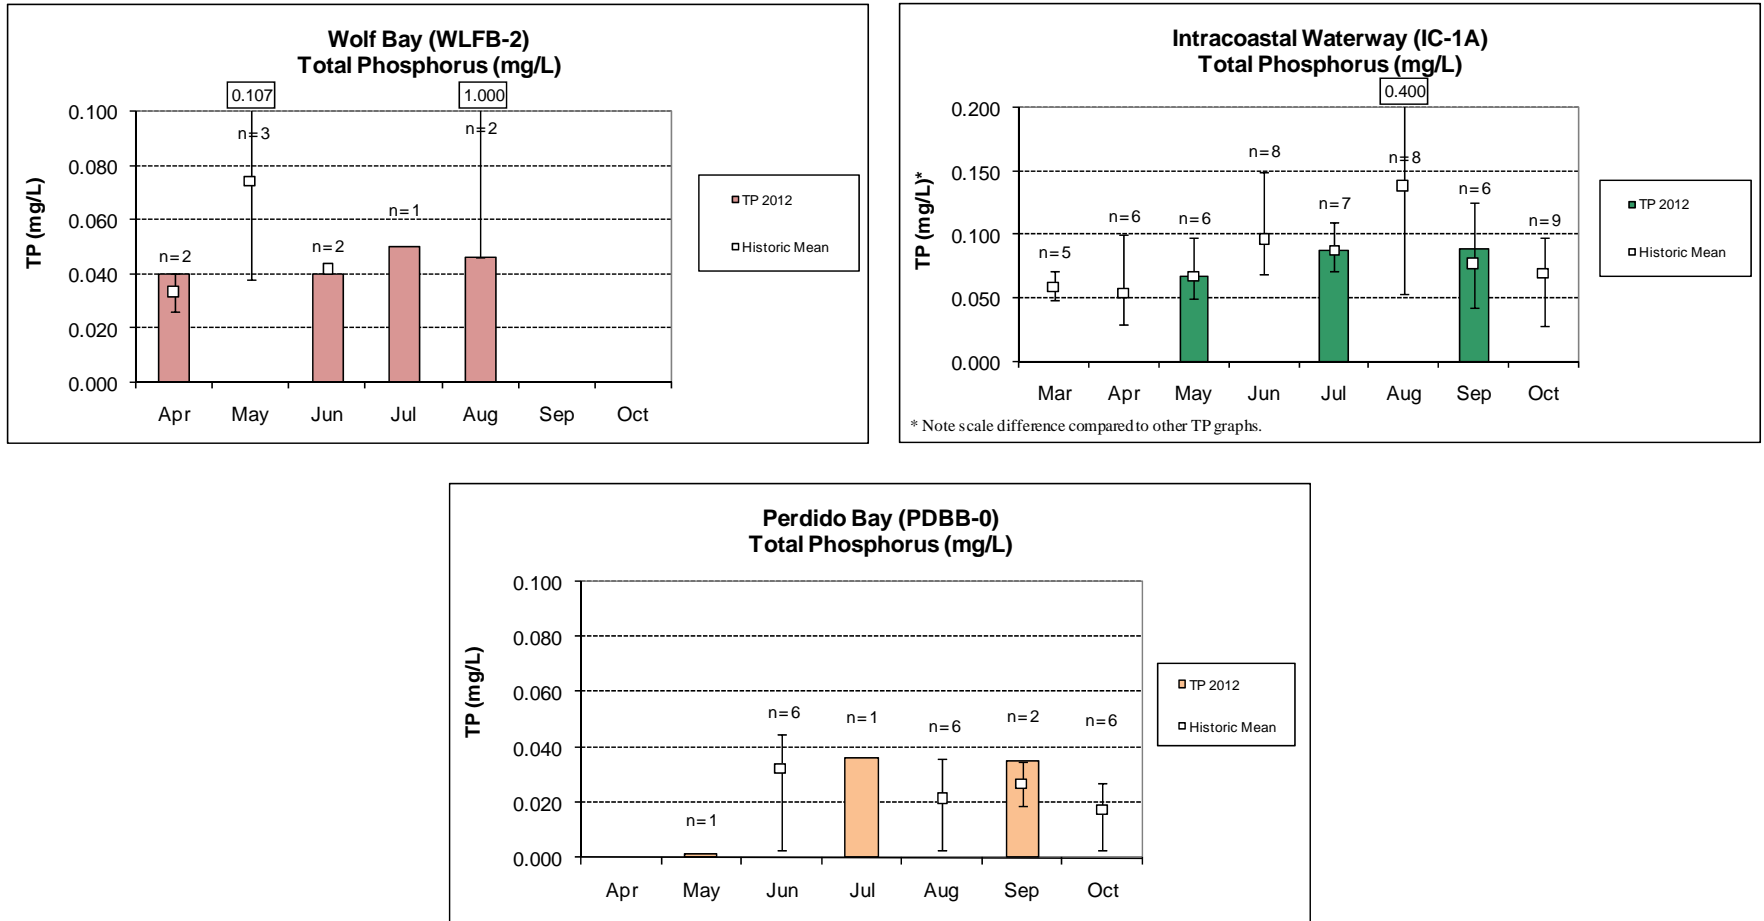 Wolf Bay (WLFB-2)
Total Phosphorus (mg/L)
0.107
1.000
0.100
0.080
0.060
0.040
0.020
0.000
TP (mg/L)
n=2
n=3
n=2
n=1
n=2
Apr May Jun Jul Aug Sep Oct
TP 2012
Historic Mean
Intracoastal Waterway (IC-1A)
Total Phosphorus (mg/L)
0.400
0.200
0.150
0.100
0.050
0.000
TP (mg/L)*
n=5
n=6
n=6
n=8
n=7
n=8
n=6
n=9
Mar Apr May Jun Jul Aug Sep Oct
* Note scale difference compared to other TP graphs.
TP 2012
Historic Mean
Perdido Bay (PDBB-0)
Total Phosphorus (mg/L)
0.100
0.080
0.060
0.040
0.020
0.000
TP (mg/L)
n=1
n=6
n=1
n=6
n=2
n=6
Apr May Jun Jul Aug Sep Oct
TP 2012
Historic Mean